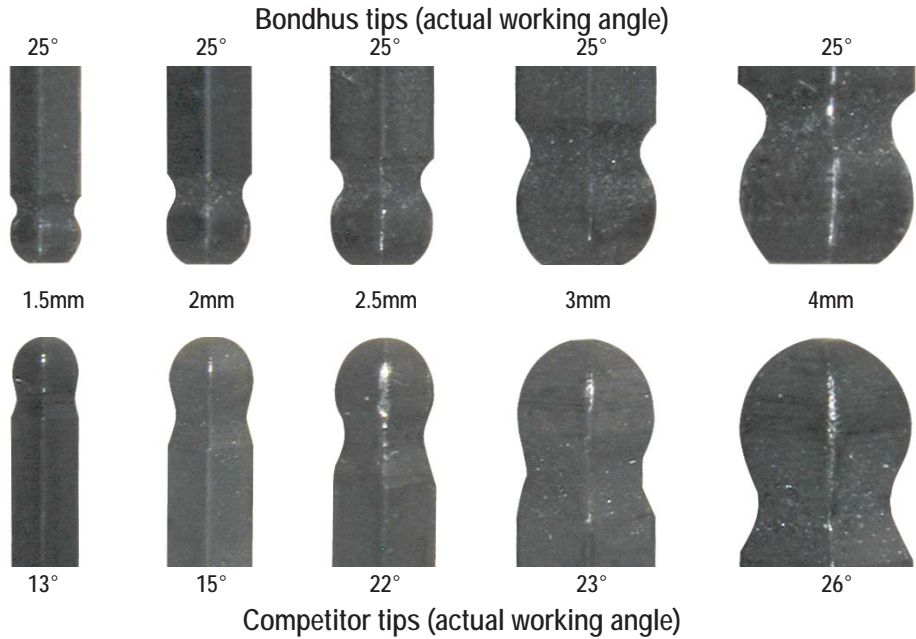 Bondhus tips (actual working angle)
25° 25° 25° 25° 25°
1.5mm 2mm 2.5mm 3mm 4mm
13° 15° 22° 23° 26°
Competitor tips (actual working angle)